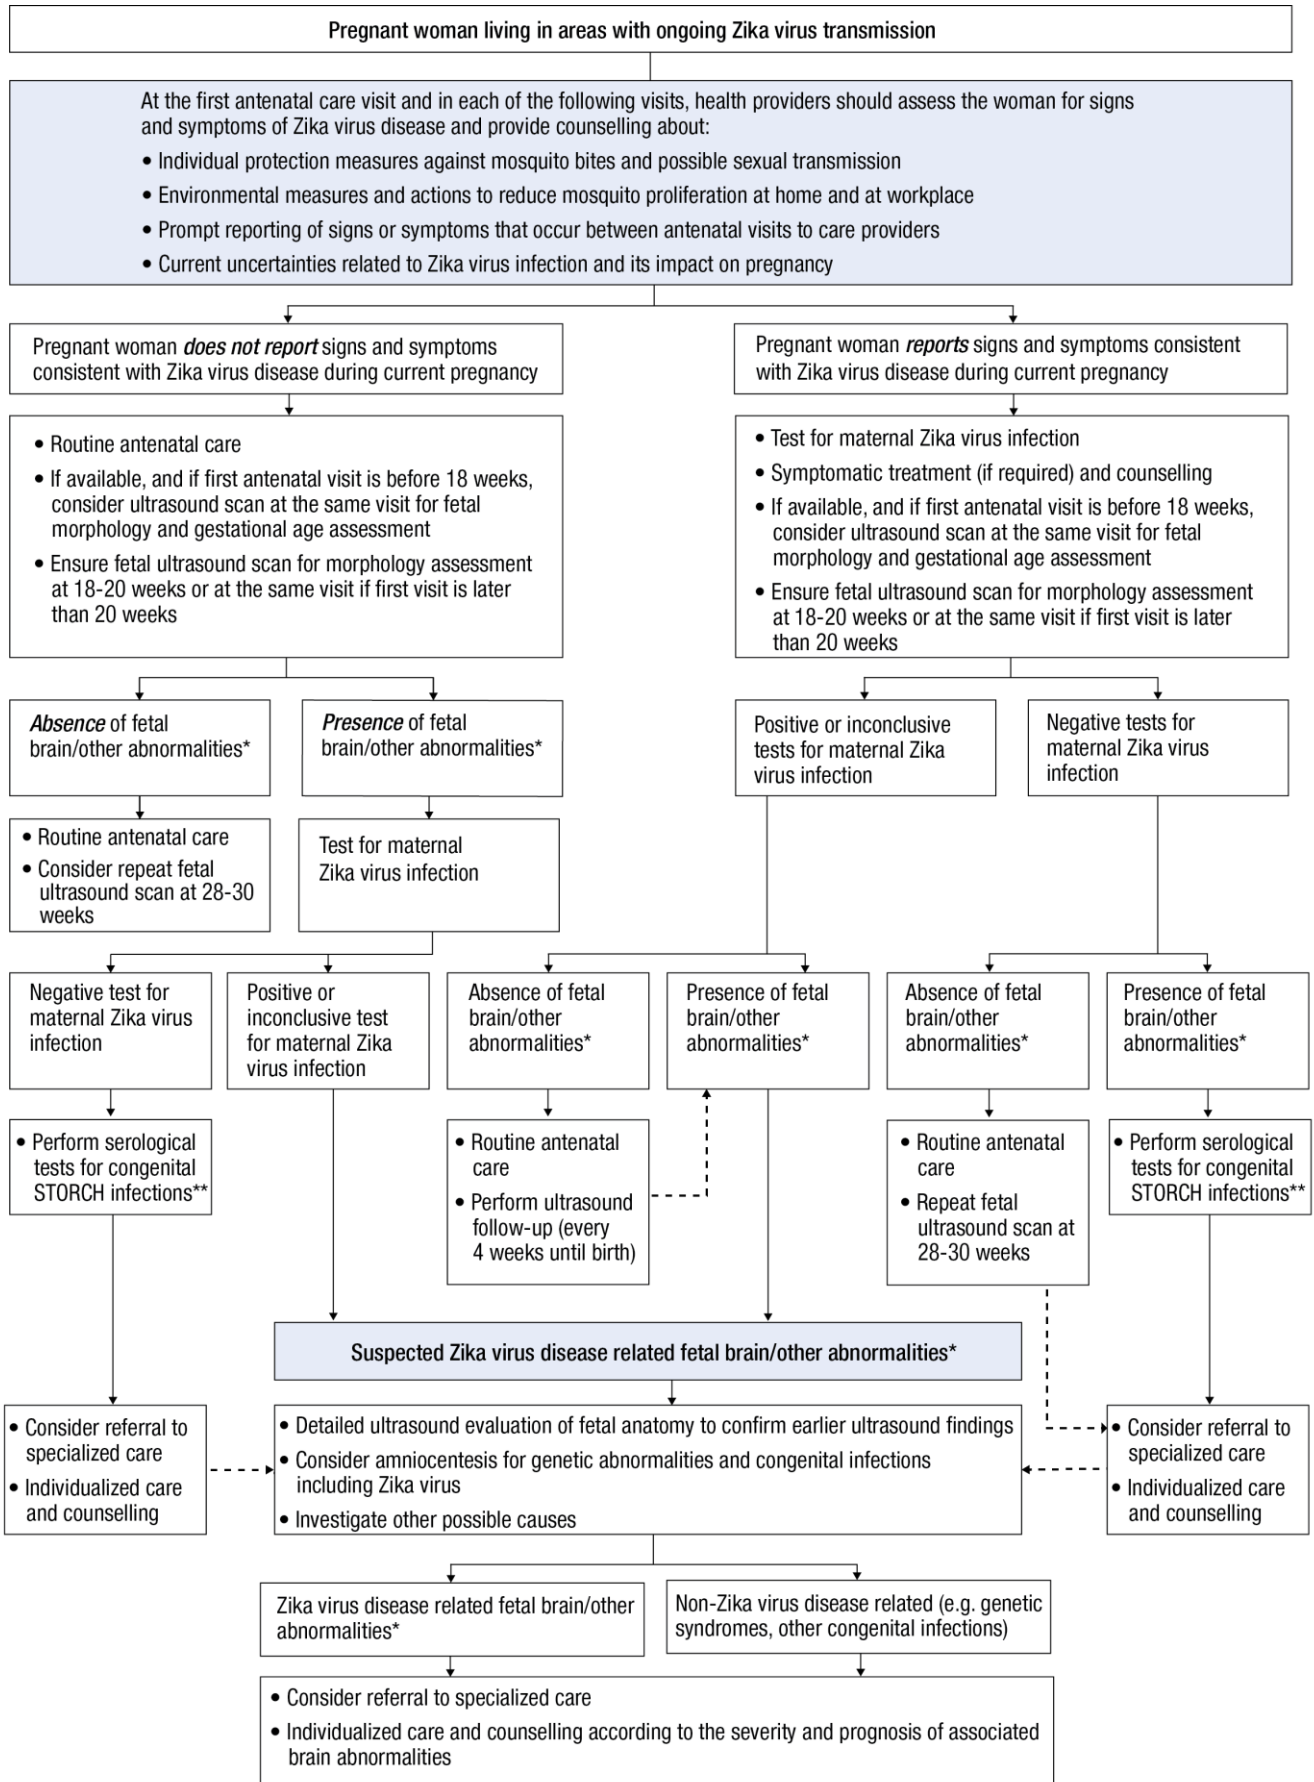 Pregnant woman living in areas with ongoing Zika virus transmission
At the first antenatal care visit and in each of the following visits, health providers should assess the woman for signs
and symptoms of Zika virus disease and provide counselling about:
• Individual protection measures against mosquito bites and possible sexual transmission
• Environmental measures and actions to reduce mosquito proliferation at home and at workplace
• Prompt reporting of signs or symptoms that occur between antenatal visits to care providers
• Current uncertainties related to Zika virus infection and its impact on pregnancy
Pregnant woman does not report signs and symptoms
consistent with Zika virus disease during current pregnancy
Pregnant woman reports signs and symptoms consistent
with Zika virus disease during current pregnancy
• Routine antenatal care
• If available, and if first antenatal visit is before 18 weeks,
consider ultrasound scan at the same visit for fetal
morphology and gestational age assessment
• Ensure fetal ultrasound scan for morphology assessment
at 18-20 weeks or at the same visit if first visit is later
than 20 weeks
• Test for maternal Zika virus infection
• Symptomatic treatment (if required) and counselling
• If available, and if first antenatal visit is before 18 weeks,
consider ultrasound scan at the same visit for fetal
morphology and gestational age assessment
• Ensure fetal ultrasound scan for morphology assessment
at 18-20 weeks or at the same visit if first visit is later
than 20 weeks
Absence of fetal
brain/other abnormalities*
Presence of fetal
brain/other abnormalities*
Positive or inconclusive
tests for maternal Zika
virus infection
Negative tests for
maternal Zika virus
infection
• Routine antenatal care
• Consider repeat fetal
ultrasound scan at 28-30
weeks
Test for maternal
Zika virus infection
Negative test for
maternal Zika virus
infection
Positive or
inconclusive test
for maternal Zika
virus infection
Absence of fetal
brain/other
abnormalities*
Presence of fetal
brain/other
abnormalities*
Absence of fetal
brain/other
abnormalities*
Presence of fetal
brain/other
abnormalities*
• Perform serological
tests for congenital
STORCH infections**
• Routine antenatal
care
• Perform ultrasound
follow-up (every
4 weeks until birth)
• Routine antenatal
care
• Repeat fetal
ultrasound scan at
28-30 weeks
• Perform serological
tests for congenital
STORCH infections**
Suspected Zika virus disease related fetal brain/other abnormalities*
• Consider referral to
specialized care
• Individualized care
and counselling
• Detailed ultrasound evaluation of fetal anatomy to confirm earlier ultrasound findings
• Consider amniocentesis for genetic abnormalities and congenital infections
including Zika virus
• Investigate other possible causes
• Consider referral to
specialized care
• Individualized care
and counselling
Zika virus disease related fetal brain/other
abnormalities*
Non-Zika virus disease related (e.g. genetic
syndromes, other congenital infections)
• Consider referral to specialized care
• Individualized care and counselling according to the severity and prognosis of associated
brain abnormalities